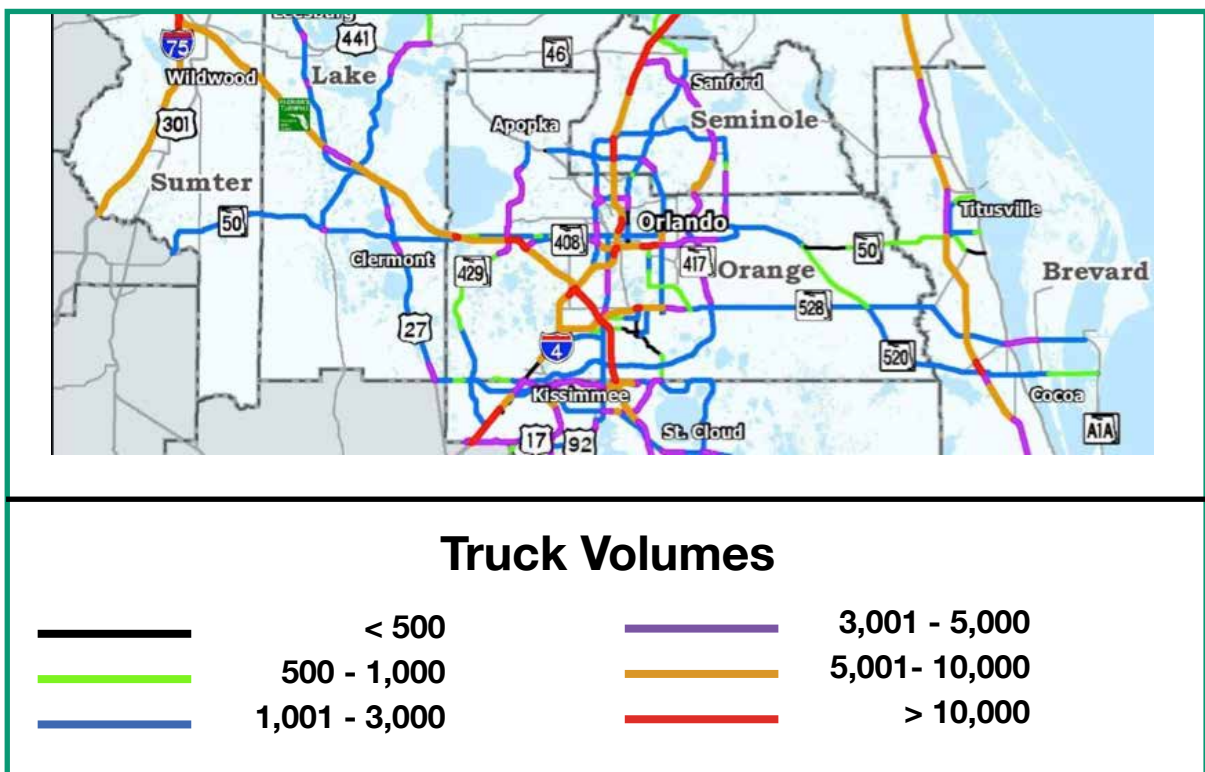 Leesburg
441
46
75
Wildwood
Lake
Sanford
301
Apopka
Seminole
Sumter
50
Orlando
Titusville
408
50
Clermont
429
417
Orange
Brevard
528
27
4
520
Kissimmee
Cocoa
17
92
St. Cloud
A1A
Truck Volumes
< 500
500 - 1,000
1,001 - 3,000
3,001 - 5,000
5,001- 10,000
> 10,000